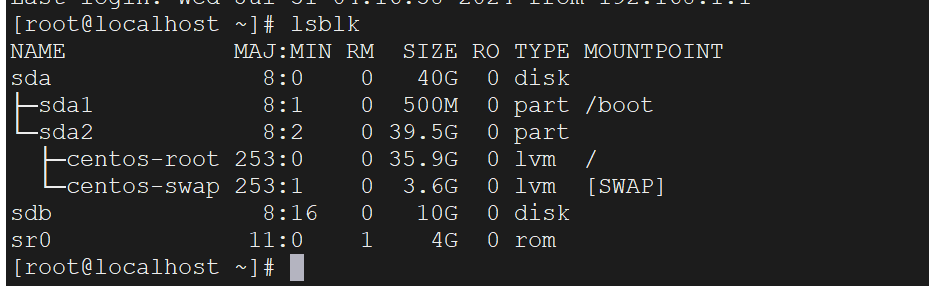 Last login: Wed Jul 31 04:10:50 2024 from 192.168.1.1
[root@localhost ~]# lsblk
NAME            MAJ:MIN RM  SIZE RO TYPE MOUNTPOINT
sda               8:0    0   40G  0 disk
├─sda1            8:1    0  500M  0 part /boot
└─sda2            8:2    0 39.5G  0 part
  ├─centos-root 253:0    0 35.9G  0 lvm  /
  └─centos-swap 253:1    0  3.6G  0 lvm  [SWAP]
sdb               8:16   0   10G  0 disk
sr0              11:0    1    4G  0 rom
[root@localhost ~]#